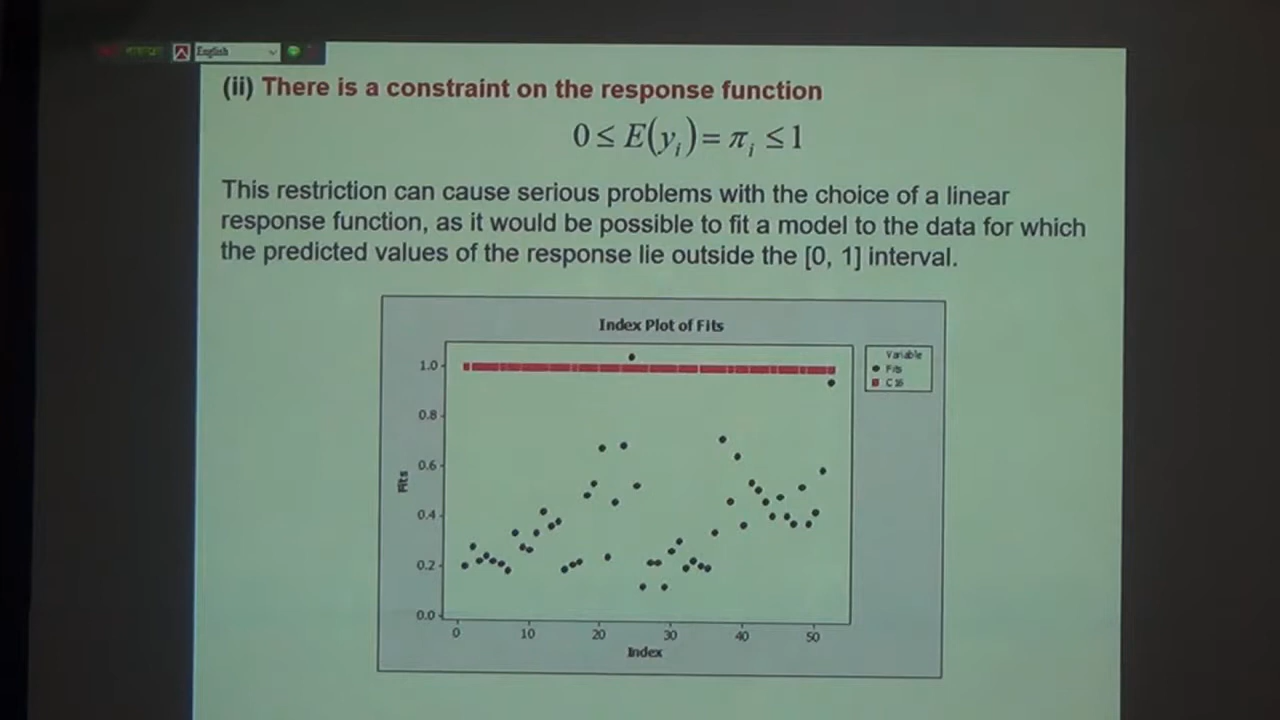 English
(ii) There is a constraint on the response function
0 ≤ E(y_i) = π_i ≤ 1
This restriction can cause serious problems with the choice of a linear
response function, as it would be possible to fit a model to the data for which
the predicted values of the response lie outside the [0, 1] interval.
Index Plot of Fits
Variable
Fits
C16
1.0
0.8
0.6
0.4
0.2
0.0
Fits
0 10 20 30 40 50
Index